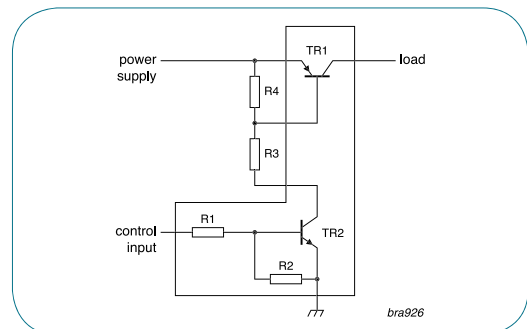 TR1
power
supply
load
R4
R3
R1
control
input
TR2
R2
bra926